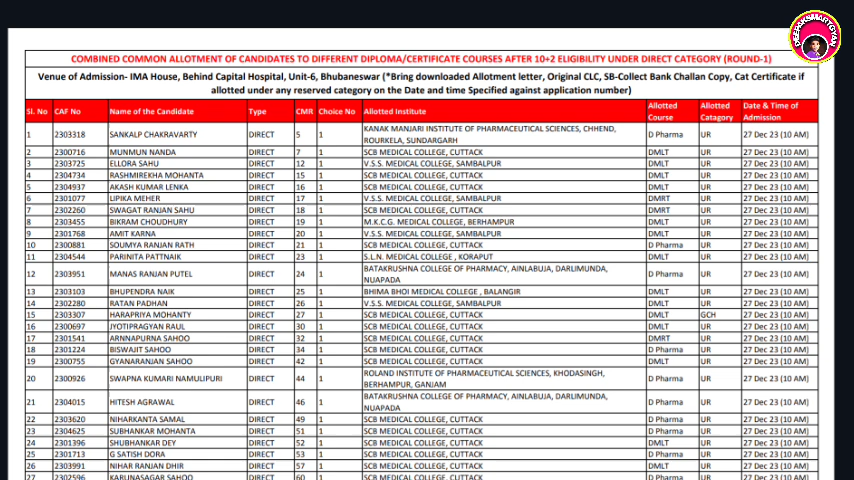 DEEPAKSMARTGYAN
COMBINED COMMON ALLOTMENT OF CANDIDATES TO DIFFERENT DIPLOMA/CERTIFICATE COURSES AFTER 10+2 ELIGIBILITY UNDER DIRECT CATEGORY (ROUND-1)
Venue of Admission- IMA House, Behind Capital Hospital, Unit-6, Bhubaneswar (*Bring downloaded Allotment letter, Original CLC, SB-Collect Bank Challan Copy, Cat Certificate if
allotted under any reserved category on the Date and time Specified against application number)
Sl. No CAF No Name of the Candidate Type CMR Choice No Allotted Institute Allotted Course Allotted Catagory Date & Time of Admission
1 2303318 SANKALP CHAKRAVARTY DIRECT 5 1 KANAK MANJARI INSTITUTE OF PHARMACEUTICAL SCIENCES, CHHEND, ROURKELA, SUNDARGARH D Pharma UR 27 Dec 23 (10 AM)
2 2300716 MUNMUN NANDA DIRECT 7 1 SCB MEDICAL COLLEGE, CUTTACK DMLT UR 27 Dec 23 (10 AM)
3 2303725 ELLORA SAHU DIRECT 12 1 V.S.S. MEDICAL COLLEGE, SAMBALPUR DMLT UR 27 Dec 23 (10 AM)
4 2304734 RASHMIREKHA MOHANTA DIRECT 15 1 SCB MEDICAL COLLEGE, CUTTACK DMLT UR 27 Dec 23 (10 AM)
5 2304937 AKASH KUMAR LENKA DIRECT 16 1 SCB MEDICAL COLLEGE, CUTTACK DMLT UR 27 Dec 23 (10 AM)
6 2301077 LIPIKA MEHER DIRECT 17 1 V.S.S. MEDICAL COLLEGE, SAMBALPUR DMRT UR 27 Dec 23 (10 AM)
7 2302260 SWAGAT RANJAN SAHU DIRECT 18 1 SCB MEDICAL COLLEGE, CUTTACK DMRT UR 27 Dec 23 (10 AM)
8 2303455 BIKRAM CHOUDHURY DIRECT 19 1 M.K.C.G. MEDICAL COLLEGE, BERHAMPUR DMLT UR 27 Dec 23 (10 AM)
9 2301768 AMIT KARNA DIRECT 20 1 V.S.S. MEDICAL COLLEGE, SAMBALPUR DMLT UR 27 Dec 23 (10 AM)
10 2300881 SOUMYA RANJAN RATH DIRECT 21 1 SCB MEDICAL COLLEGE, CUTTACK D Pharma UR 27 Dec 23 (10 AM)
11 2304544 PARINITA PATTNAIK DIRECT 23 1 S.L.N. MEDICAL COLLEGE , KORAPUT DMLT UR 27 Dec 23 (10 AM)
12 2303951 MANAS RANJAN PUTEL DIRECT 24 1 BATAKRUSHNA COLLEGE OF PHARMACY, AINLABUJA, DARLIMUNDA, NUAPADA D Pharma UR 27 Dec 23 (10 AM)
13 2303103 BHUPENDRA NAIK DIRECT 25 1 BHIMA BHOI MEDICAL COLLEGE , BALANGIR DMLT UR 27 Dec 23 (10 AM)
14 2302280 RATAN PADHAN DIRECT 26 1 V.S.S. MEDICAL COLLEGE, SAMBALPUR DMLT UR 27 Dec 23 (10 AM)
15 2303307 HARAPRIYA MOHANTY DIRECT 27 1 SCB MEDICAL COLLEGE, CUTTACK DMLT GCH 27 Dec 23 (10 AM)
16 2300697 JYOTIPRAGYAN RAUL DIRECT 30 1 SCB MEDICAL COLLEGE, CUTTACK DMLT UR 27 Dec 23 (10 AM)
17 2301541 ARNNAPURNA SAHOO DIRECT 32 1 SCB MEDICAL COLLEGE, CUTTACK DMRT UR 27 Dec 23 (10 AM)
18 2301224 BISWAJIT SAHOO DIRECT 34 1 SCB MEDICAL COLLEGE, CUTTACK D Pharma UR 27 Dec 23 (10 AM)
19 2300755 GYANARANJAN SAHOO DIRECT 42 1 SCB MEDICAL COLLEGE, CUTTACK DMLT UR 27 Dec 23 (10 AM)
20 2300926 SWAPNA KUMARI NAMULIPURI DIRECT 44 1 ROLAND INSTITUTE OF PHARMACEUTICAL SCIENCES, KHODASINGH, BERHAMPUR, GANJAM D Pharma UR 27 Dec 23 (10 AM)
21 2304015 HITESH AGRAWAL DIRECT 46 1 BATAKRUSHNA COLLEGE OF PHARMACY, AINLABUJA, DARLIMUNDA, NUAPADA D Pharma UR 27 Dec 23 (10 AM)
22 2303620 NIHARKANTA SAMAL DIRECT 49 1 SCB MEDICAL COLLEGE, CUTTACK D Pharma UR 27 Dec 23 (10 AM)
23 2304625 SUBHANKAR MOHANTA DIRECT 51 1 SCB MEDICAL COLLEGE, CUTTACK D Pharma UR 27 Dec 23 (10 AM)
24 2301396 SHUBHANKAR DEY DIRECT 52 1 SCB MEDICAL COLLEGE, CUTTACK DMLT UR 27 Dec 23 (10 AM)
25 2301713 G SATISH DORA DIRECT 53 1 SCB MEDICAL COLLEGE, CUTTACK D Pharma UR 27 Dec 23 (10 AM)
26 2303991 NIHAR RANJAN DHIR DIRECT 57 1 SCB MEDICAL COLLEGE, CUTTACK DMLT UR 27 Dec 23 (10 AM)
27 2302596 KARUNASAGAR SAHOO DIRECT 60 1 SCB MEDICAL COLLEGE, CUTTACK D Pharma UR 27 Dec 23 (10 AM)